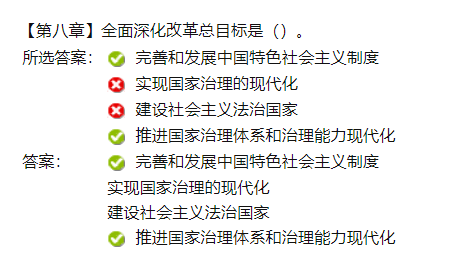 【第八章】全面深化改革总目标是（）。
所选答案： 完善和发展中国特色社会主义制度
实现国家治理的现代化
建设社会主义法治国家
推进国家治理体系和治理能力现代化
答案： 完善和发展中国特色社会主义制度
实现国家治理的现代化
建设社会主义法治国家
推进国家治理体系和治理能力现代化